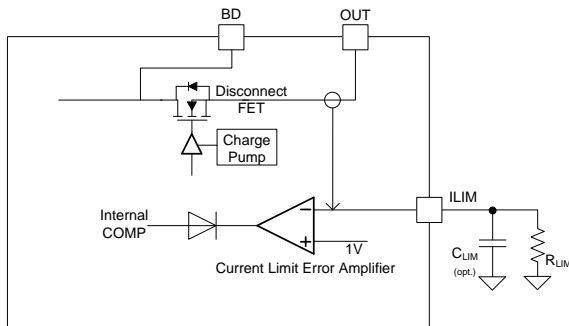 BD
OUT
Disconnect
FET
Charge
Pump
ILIM
Internal
COMP
−
+
1V
CLIM
(opt.)
RLIM
Current Limit Error Amplifier